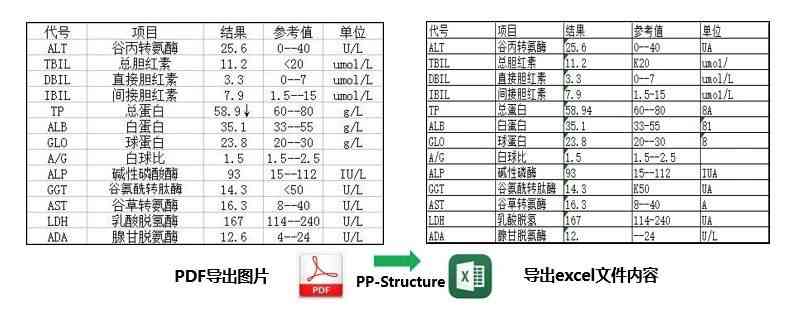 代号 项目 结果 参考值 单位
ALT 谷丙转氨酶 25.6 0--40 U/L
TBIL 总胆红素 11.2 <20 umol/L
DBIL 直接胆红素 3.3 0--7 umol/L
IBIL 间接胆红素 7.9 1.5--15 umol/L
TP 总蛋白 58.9↓ 60--80 g/L
ALB 白蛋白 35.1 33--55 g/L
GLO 球蛋白 23.8 20--30 g/L
A/G 白球比 1.5 1.5--2.5
ALP 碱性磷酸酶 93 15--112 IU/L
GGT 谷氨酰转肽酶 14.3 <50 U/L
AST 谷草转氨酶 16.3 8--40 U/L
LDH 乳酸脱氢酶 167 114--240 U/L
ADA 腺甘脱氨酶 12.6 4--24 U/L
代号 项目 结果 参考值 单位
ALT 谷丙转氨酶 25.6 0--40 UA
TBIL 总胆红素 11.2 K20 umol/
DBIL 直接胆红素 3.3 0--7 umol/L
IBIL 间接胆红素 7.9 1.5-15 umol/L
TP 总蛋白 58.94 60--80 8A
ALB 白蛋白 35.1 33-55 81
GLO 球蛋白 23.8 20--30 8
A/G 白球比 1.5 1.5--2.5
ALP 碱性磷酸酶 93 15--112 IUA
GGT 谷氨酰转肽酶 14.3 K50 UA
AST 谷草转氨酶 16.3 8--40 A
LDH 乳酸脱氢 167 114-240 UA
ADA 腺甘脱氨酶 12. --24 U/L
PDF导出图片
PDF
PP-Structure
X
导出excel文件内容